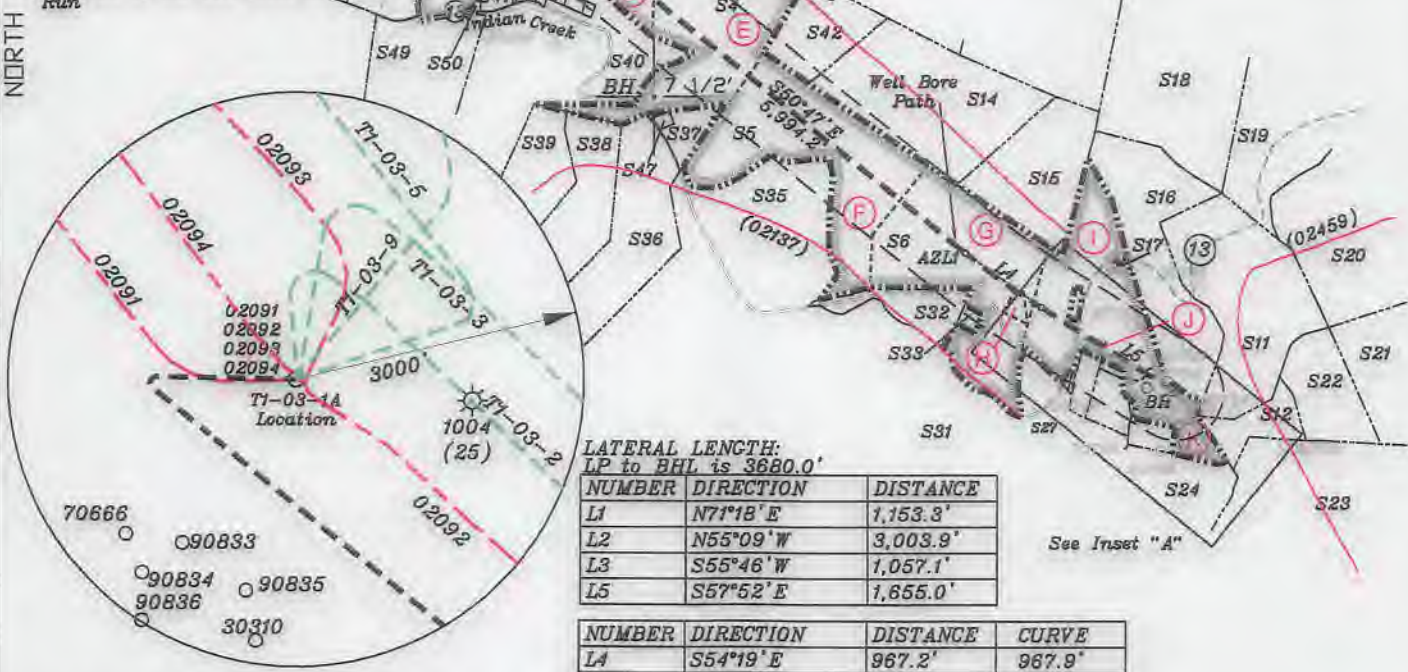 NORTH
Run
Indian Creek
S49
S50
S40
BH
7 1/2'
E
S42
Well Bore
Path
S14
S18
S19
S39
S38
S47
S37
S5
S50°47'E
5,994.2'
S35
S36
(02137)
F
S6
AZL1
L4
G
S15
I
S16
S17
13
(02459)
S20
S32
S33
H
J
L5
S11
S21
S22
BH
S12
S31
S27
S24
S23
See Inset "A"
02093
02094
02091
T1-03-5
T1-03-9
T1-03-3
02091
02092
02093
02094
T1-03-1A
Location
3000
T1-03-2
1004
(25)
02092
70666
90833
90834
90835
90836
30310
LATERAL LENGTH:
LP to BHL is 3680.0'
NUMBER DIRECTION DISTANCE
L1 N71°18'E 1,153.3'
L2 N55°09'W 3,003.9'
L3 S55°46'W 1,057.1'
L5 S57°52'E 1,655.0'
NUMBER DIRECTION DISTANCE CURVE
L4 S54°19'E 967.2' 967.9'